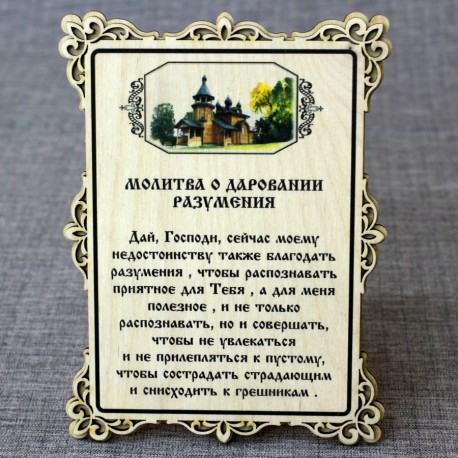 МОЛИТВА О ДАРОВАНИИ
РАЗУМЕНИЯ
Дай, Господи, сейчас моему
недостоинству также благодать
разумения , чтобы распознавать
приятное для Тебя , а для меня
полезное , и не только
распознавать, но и совершать,
чтобы не увлекаться
и не прилепляться к пустому,
чтобы сострадать страдающим
и снисходить к грешникам .